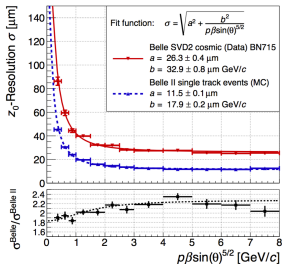 z₀-Resolution σ [μm]
180
160
140
120
100
80
60
40
20
0
Fit function: σ = √(a² + b²/pβsin(θ)^5/2)
Belle SVD2 cosmic (Data) BN715
a = 26.3 ± 0.4 μm
b = 32.9 ± 0.8 μm GeV/c
Belle II single track events (MC)
a = 11.5 ± 0.1 μm
b = 17.9 ± 0.2 μm GeV/c
σ^Belle/σ^Belle II
2.4
2.2
2
1.8
1.6
0 1 2 3 4 5 6 7 8
pβsin(θ)^5/2 [GeV/c]